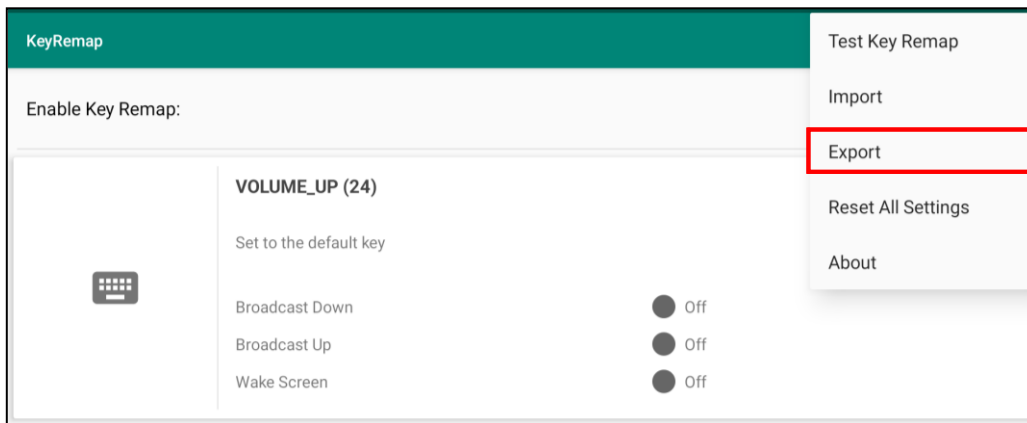 KeyRemap
Enable Key Remap:
VOLUME_UP (24)
Set to the default key
Broadcast Down Off
Broadcast Up Off
Wake Screen Off
Test Key Remap
Import
Export
Reset All Settings
About